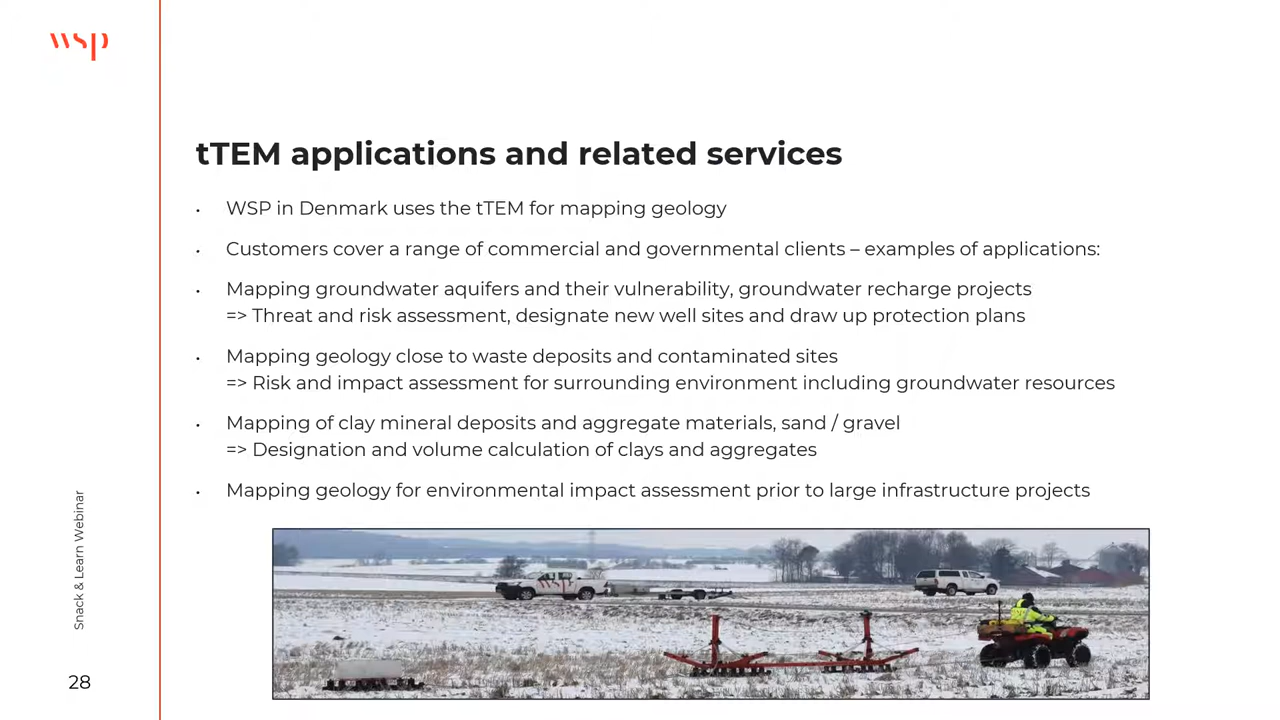 wsp
tTEM applications and related services
• WSP in Denmark uses the tTEM for mapping geology
• Customers cover a range of commercial and governmental clients – examples of applications:
• Mapping groundwater aquifers and their vulnerability, groundwater recharge projects
=> Threat and risk assessment, designate new well sites and draw up protection plans
• Mapping geology close to waste deposits and contaminated sites
=> Risk and impact assessment for surrounding environment including groundwater resources
• Mapping of clay mineral deposits and aggregate materials, sand / gravel
=> Designation and volume calculation of clays and aggregates
• Mapping geology for environmental impact assessment prior to large infrastructure projects
wsp
Snack & Learn Webinar
28